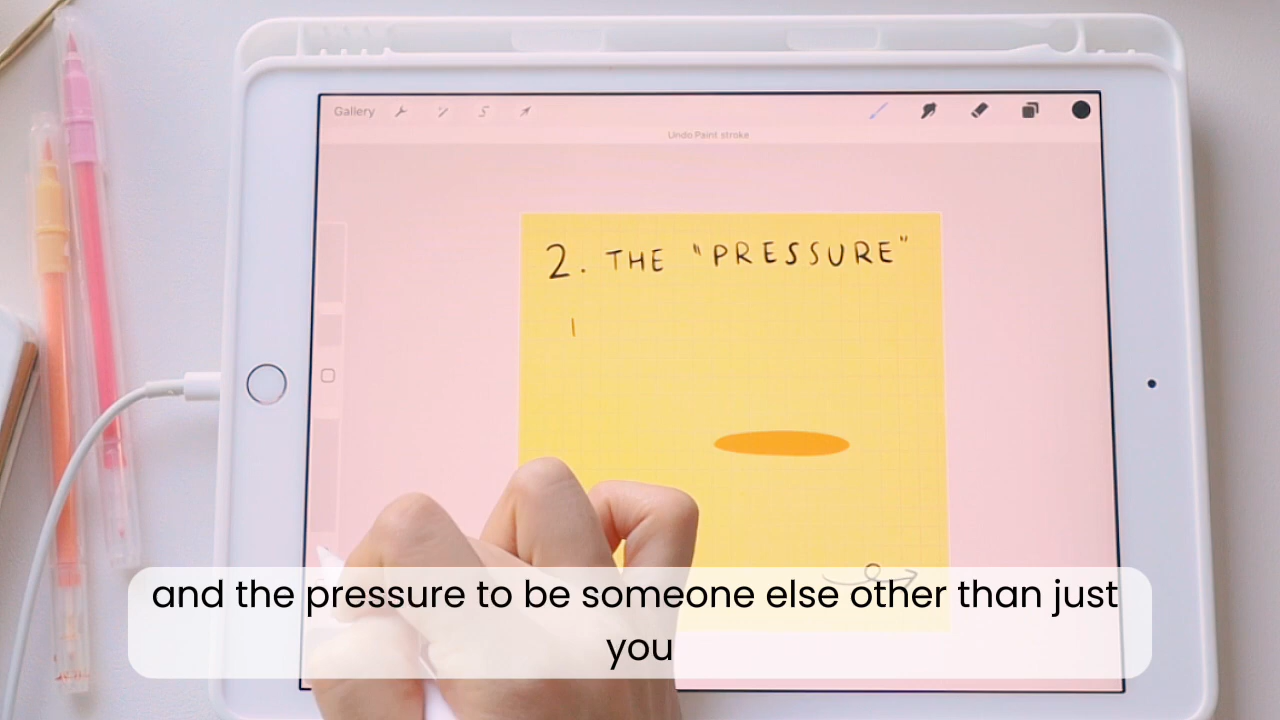 Gallery
Undo Paint stroke
2. THE "PRESSURE"
and the pressure to be someone else other than just
you